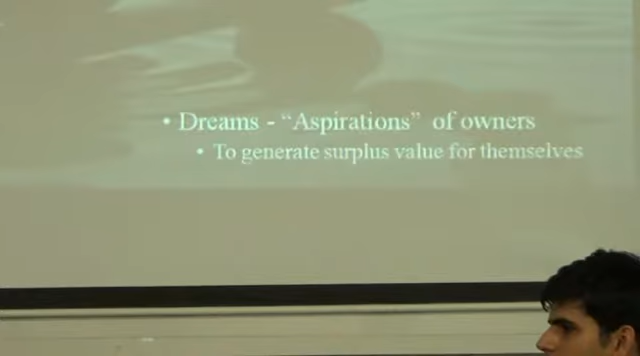 • Dreams - “Aspirations” of owners
• To generate surplus value for themselves